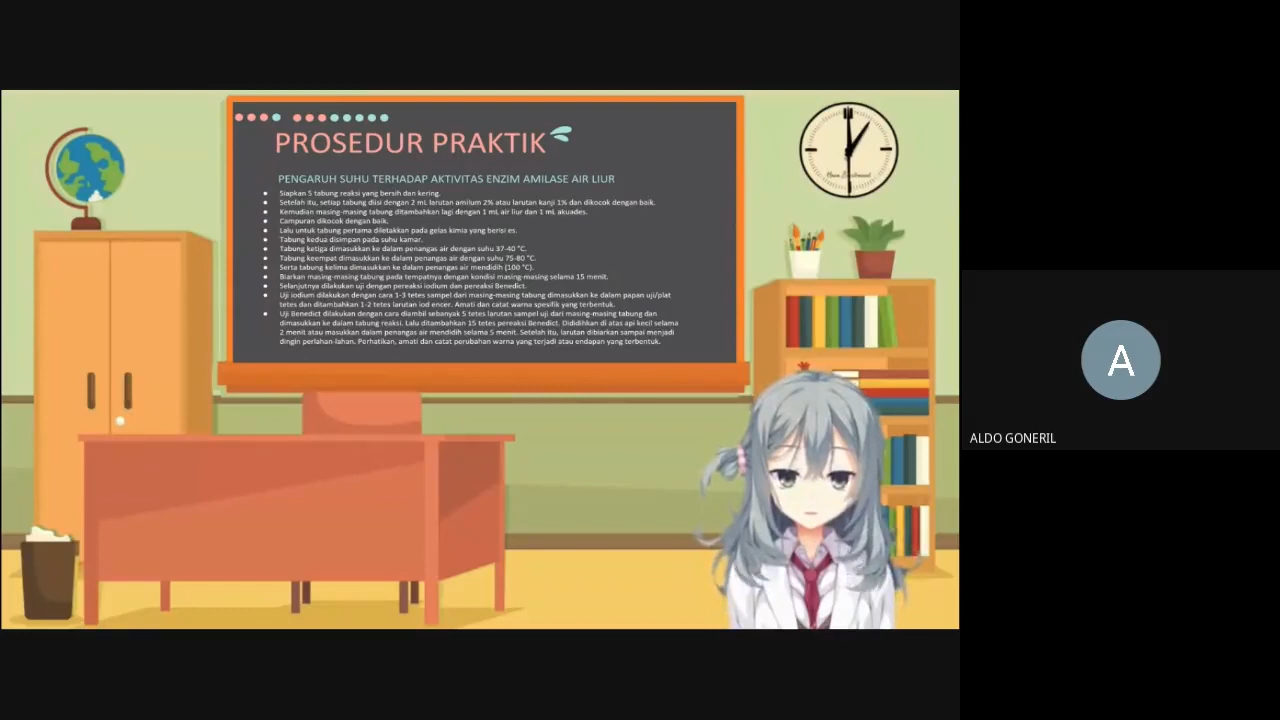 PROSEDUR PRAKTIK
PENGARUH SUHU TERHADAP AKTIVITAS ENZIM AMILASE AIR LIUR
● Siapkan 5 tabung reaksi yang bersih dan kering.
● Setelah itu, setiap tabung diisi dengan 2 mL larutan amilum 2% atau larutan kanji 1% dan dikocok dengan baik.
● Kemudian masing-masing tabung ditambahkan lagi dengan 1 mL air liur dan 1 mL akuades.
● Campuran dikocok dengan baik.
● Lalu untuk tabung pertama diletakkan pada gelas kimia yang berisi es.
● Tabung kedua disimpan pada suhu kamar.
● Tabung ketiga dimasukkan ke dalam penangas air dengan suhu 37-40 °C.
● Tabung keempat dimasukkan ke dalam penangas air dengan suhu 75-80 °C.
● Serta tabung kelima dimasukkan ke dalam penangas air mendidih (100 °C).
● Biarkan masing-masing tabung pada tempatnya dengan kondisi masing-masing selama 15 menit.
● Selanjutnya dilakukan uji dengan pereaksi iodium dan pereaksi Benedict.
● Uji iodium dilakukan dengan cara 1-3 tetes sampel dari masing-masing tabung dimasukkan ke dalam papan uji/plat
tetes dan ditambahkan 1-2 tetes larutan iod encer. Amati dan catat warna spesifik yang terbentuk.
● Uji Benedict dilakukan dengan cara diambil sebanyak 5 tetes larutan sampel uji dari masing-masing tabung dan
dimasukkan ke dalam tabung reaksi. Lalu ditambahkan 15 tetes pereaksi Benedict. Dididihkan di atas api kecil selama
2 menit atau masukkan dalam penangas air mendidih selama 5 menit. Setelah itu, larutan dibiarkan sampai menjadi
dingin perlahan-lahan. Perhatikan, amati dan catat perubahan warna yang terjadi atau endapan yang terbentuk.
A
ALDO GONERIL